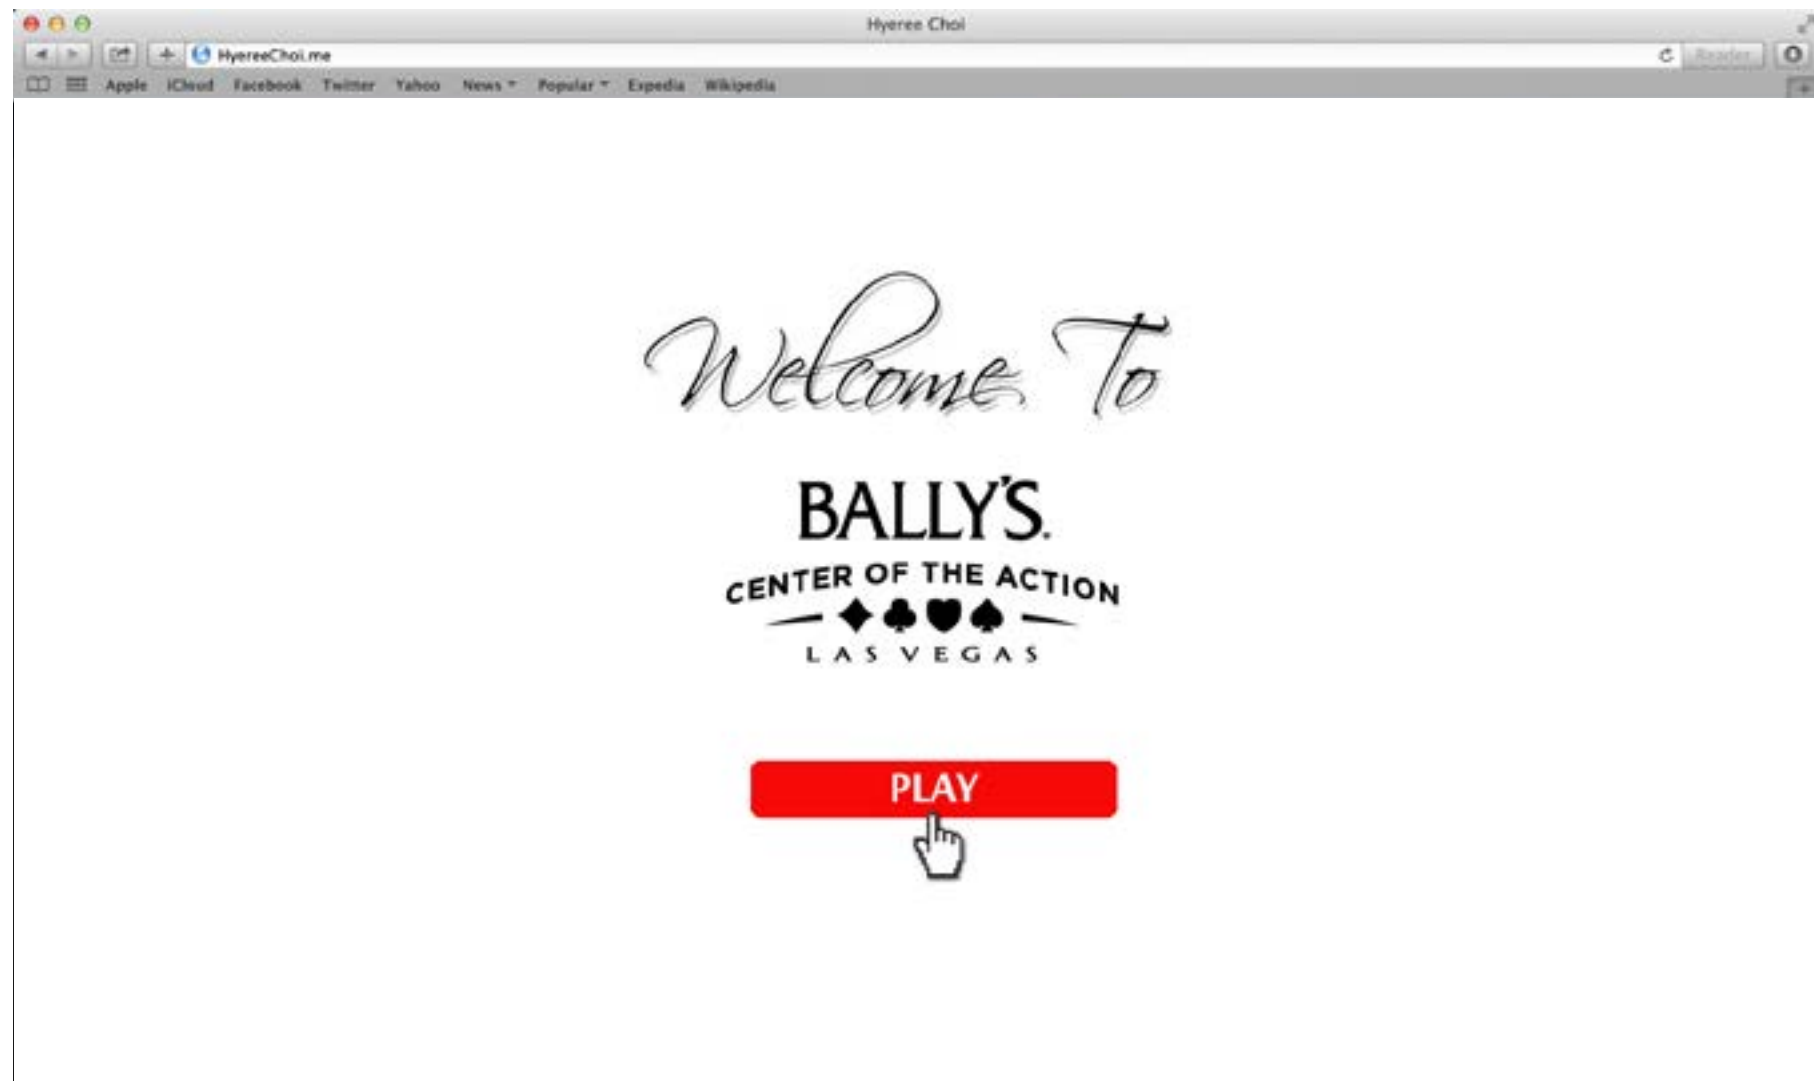 Hyeree Choi
HyereeChoi.me
Reader
Apple iCloud Facebook Twitter Yahoo News Popular Expedia Wikipedia
Welcome To
BALLY'S.
CENTER OF THE ACTION
LAS VEGAS
PLAY